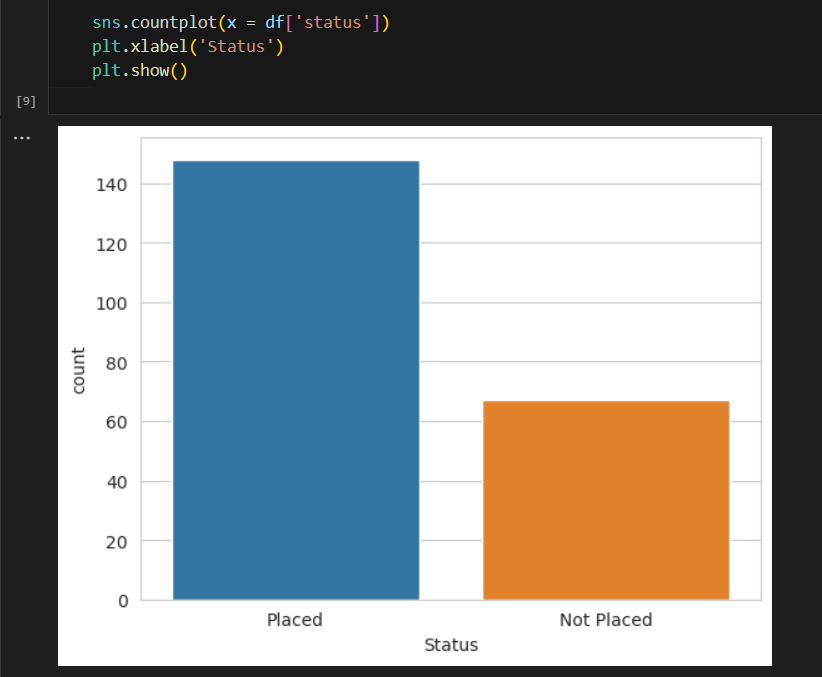 sns.countplot(x = df['status'])
plt.xlabel('Status')
plt.show()
[9]
...
140
120
100
80
60
40
20
0
count
Placed
Not Placed
Status